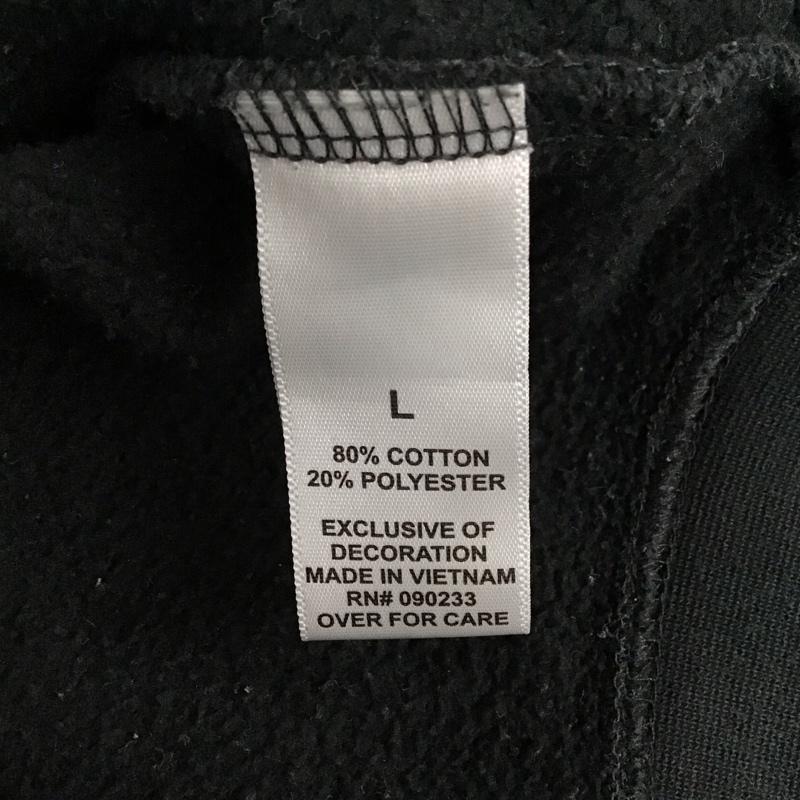 L
80% COTTON
20% POLYESTER
EXCLUSIVE OF
DECORATION
MADE IN VIETNAM
RN# 090233
OVER FOR CARE